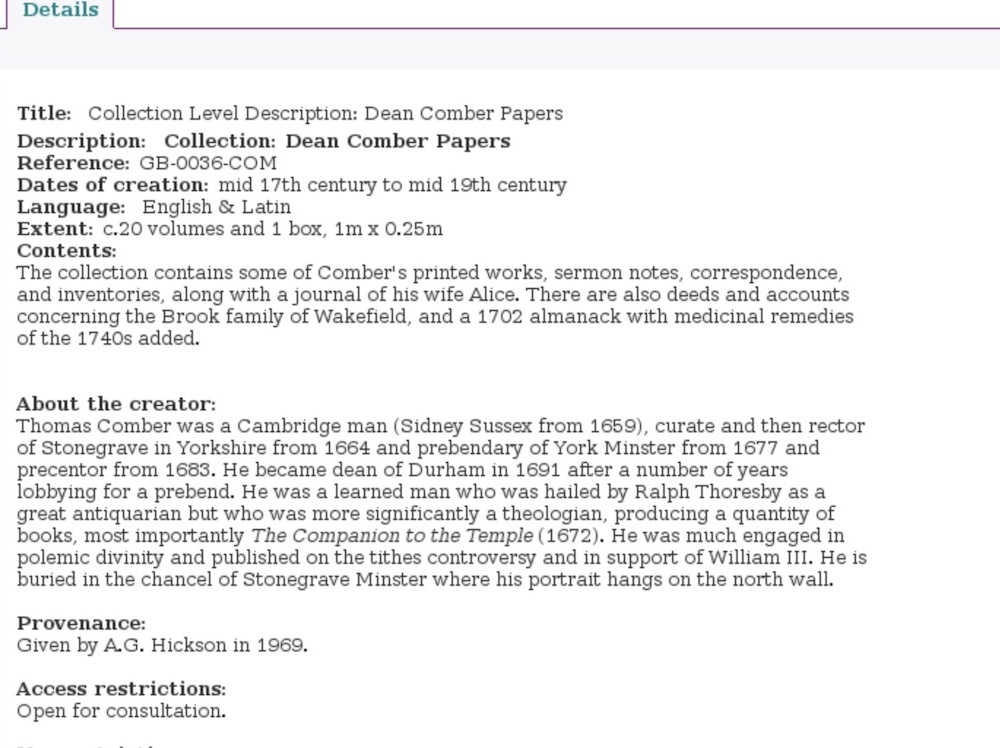 Details
Title: Collection Level Description: Dean Comber Papers
Description: Collection: Dean Comber Papers
Reference: GB-0036-COM
Dates of creation: mid 17th century to mid 19th century
Language: English & Latin
Extent: c.20 volumes and 1 box, 1m x 0.25m
Contents:
The collection contains some of Comber's printed works, sermon notes, correspondence,
and inventories, along with a journal of his wife Alice. There are also deeds and accounts
concerning the Brook family of Wakefield, and a 1702 almanack with medicinal remedies
of the 1740s added.
About the creator:
Thomas Comber was a Cambridge man (Sidney Sussex from 1659), curate and then rector
of Stonegrave in Yorkshire from 1664 and prebendary of York Minster from 1677 and
precentor from 1683. He became dean of Durham in 1691 after a number of years
lobbying for a prebend. He was a learned man who was hailed by Ralph Thoresby as a
great antiquarian but who was more significantly a theologian, producing a quantity of
books, most importantly The Companion to the Temple (1672). He was much engaged in
polemic divinity and published on the tithes controversy and in support of William III. He is
buried in the chancel of Stonegrave Minster where his portrait hangs on the north wall.
Provenance:
Given by A.G. Hickson in 1969.
Access restrictions:
Open for consultation.